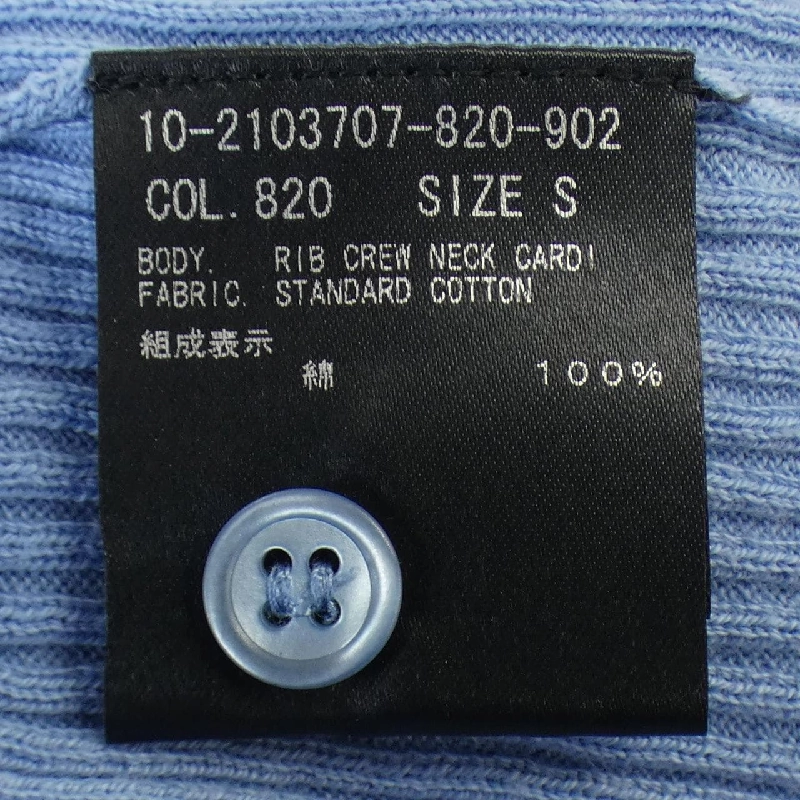 10-2103707-820-902
COL. 820 SIZE S
BODY. RIB CREW NECK CARDI
FABRIC. STANDARD COTTON
組成表示
綿 100%